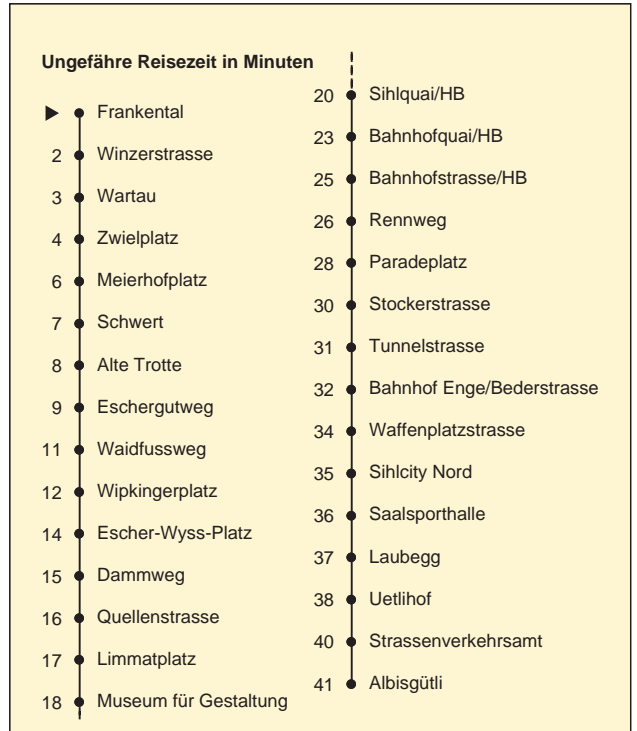 Ungefähre Reisezeit in Minuten
Frankental
2 Winzerstrasse
3 Wartau
4 Zwielplatz
6 Meierhofplatz
7 Schwert
8 Alte Trotte
9 Eschergutweg
11 Waidfussweg
12 Wipkingerplatz
14 Escher-Wyss-Platz
15 Dammweg
16 Quellenstrasse
17 Limmatplatz
18 Museum für Gestaltung
20 Sihlquai/HB
23 Bahnhofquai/HB
25 Bahnhofstrasse/HB
26 Rennweg
28 Paradeplatz
30 Stockerstrasse
31 Tunnelstrasse
32 Bahnhof Enge/Bederstrasse
34 Waffenplatzstrasse
35 Sihlcity Nord
36 Saalsporthalle
37 Laubegg
38 Uetlihof
40 Strassenverkehrsamt
41 Albisgütli